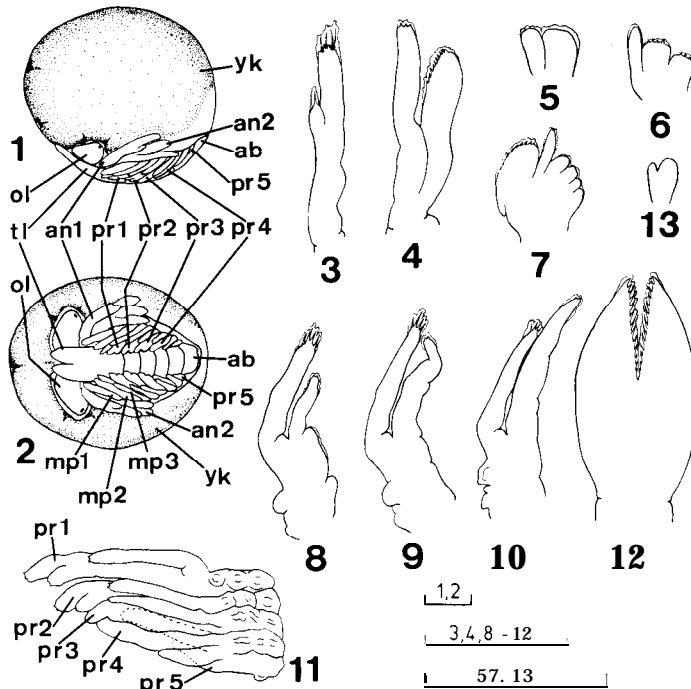 yk
1
an2
ab
pr5
ol
tl an1 pr1 pr2 pr3 pr4
ol
ab
pr5
2
mp1
mp2
mp3
an2
yk
3
4
5
6
7
13
8
9
10
12
pr1
pr2
pr3
pr4
pr5
11
1,2
3,4,8 - 12
57. 13